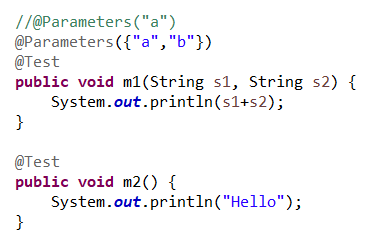 //@Parameters("a")
@Parameters({"a","b"})
@Test
public void m1(String s1, String s2) {
    System.out.println(s1+s2);
}

@Test
public void m2() {
    System.out.println("Hello");
}